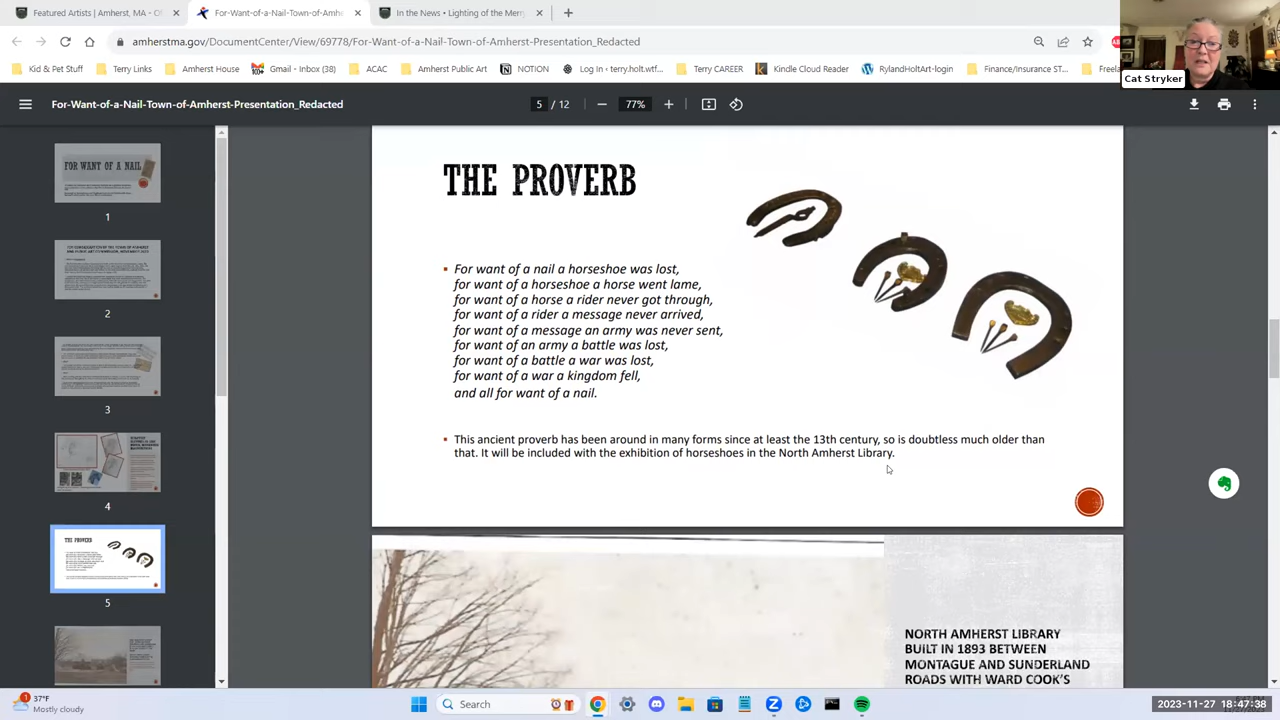 Featured Artists | Amherst, MA - O
For-Want-of-a-Nail-Town-of-Amhe
In the News • Lighting of the Merry
amherstma.gov/DocumentCenter/View/69778/For-Want-of-a-Nail-Town-of-Amherst-Presentation_Redacted
Kid & Pet Stuff
Terry Links
Amherst House
Gmail - Inbox (38)
ACAC
Amherst Public Art
NOTION
Log In ‹ terry.holt.wtf...
Terry CAREER
Kindle Cloud Reader
RylandHoltArt-login
Finance/Insurance ST...
Freela
Cat Stryker
For-Want-of-a-Nail-Town-of-Amherst-Presentation_Redacted
5 / 12
77%
FOR WANT OF A NAIL
1
2
3
4
THE PROVERB
5
THE PROVERB
For want of a nail a horseshoe was lost,
for want of a horseshoe a horse went lame,
for want of a horse a rider never got through,
for want of a rider a message never arrived,
for want of a message an army was never sent,
for want of an army a battle was lost,
for want of a battle a war was lost,
for want of a war a kingdom fell,
and all for want of a nail.
This ancient proverb has been around in many forms since at least the 13th century, so is doubtless much older than
that. It will be included with the exhibition of horseshoes in the North Amherst Library.
NORTH AMHERST LIBRARY
BUILT IN 1893 BETWEEN
MONTAGUE AND SUNDERLAND
ROADS WITH WARD COOK'S
1
37°F
Mostly cloudy
Search
2023-11-27 18:47:38